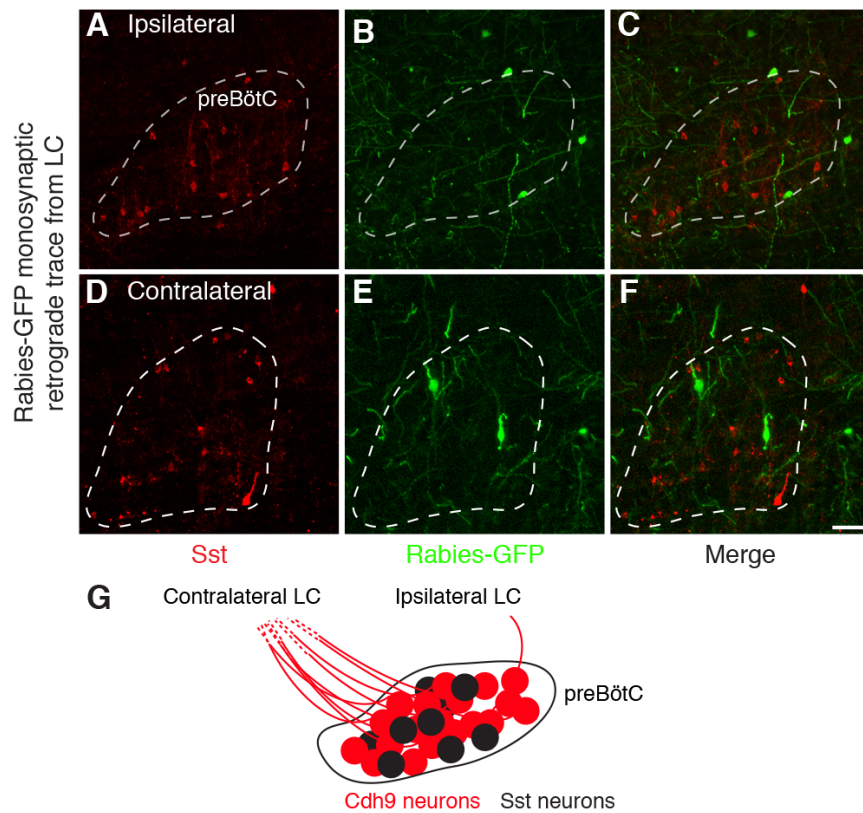 Rabies-GFP monosynaptic
retrograde trace from LC
A Ipsilateral
preBötC
B
C
D Contralateral
E
F
Sst
Rabies-GFP
Merge
G
Contralateral LC
Ipsilateral LC
preBötC
Cdh9 neurons
Sst neurons